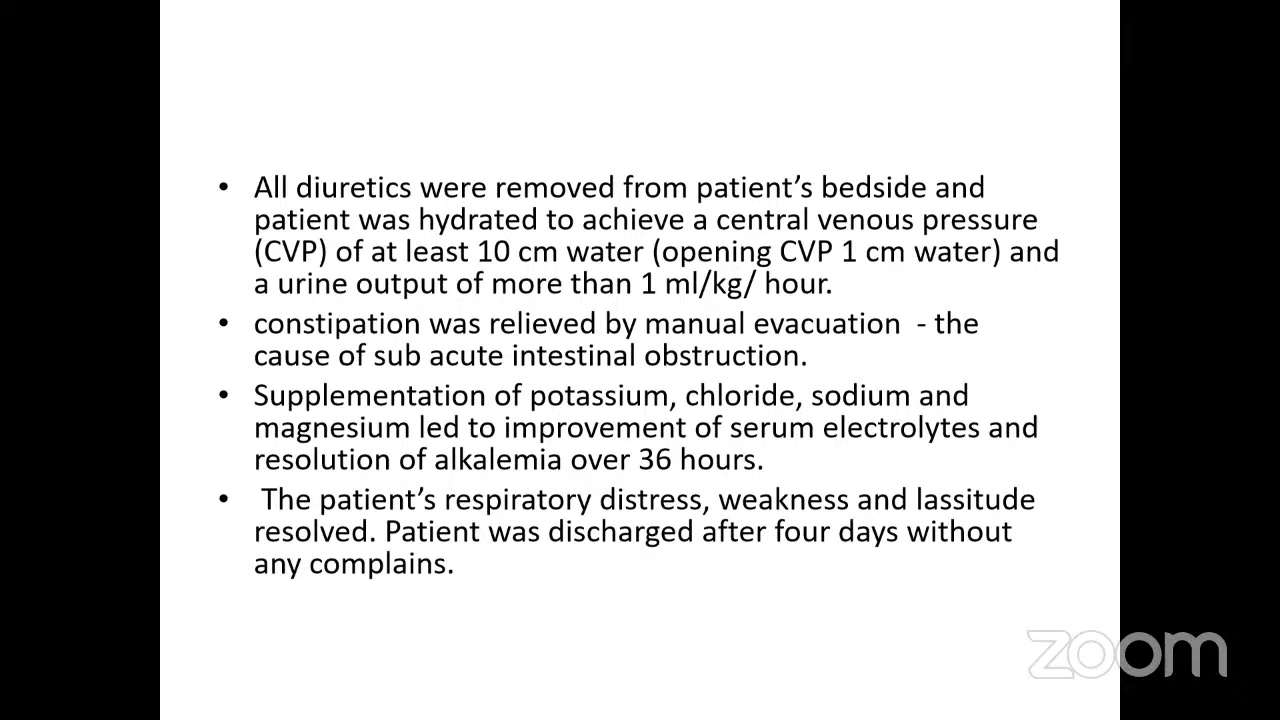 • All diuretics were removed from patient's bedside and
patient was hydrated to achieve a central venous pressure
(CVP) of at least 10 cm water (opening CVP 1 cm water) and
a urine output of more than 1 ml/kg/ hour.
• constipation was relieved by manual evacuation - the
cause of sub acute intestinal obstruction.
• Supplementation of potassium, chloride, sodium and
magnesium led to improvement of serum electrolytes and
resolution of alkalemia over 36 hours.
• The patient's respiratory distress, weakness and lassitude
resolved. Patient was discharged after four days without
any complains.
zoom